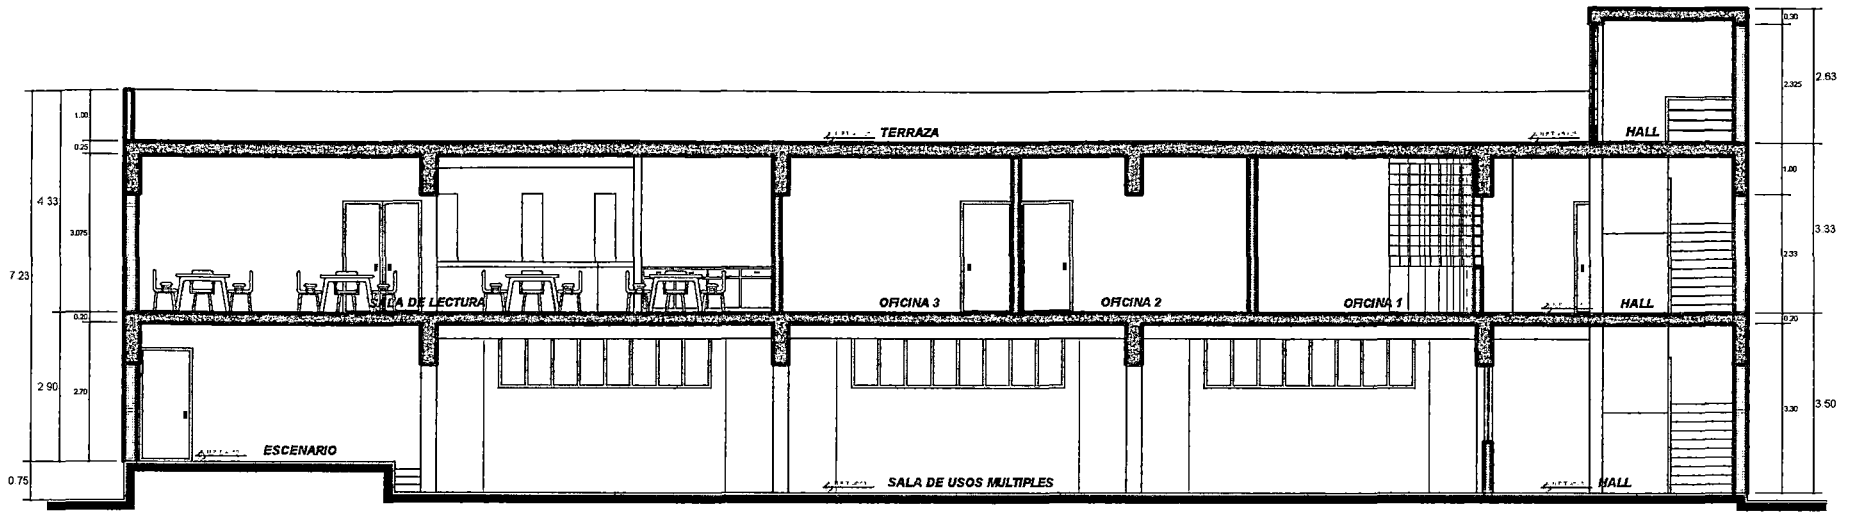 0.30
2.63
2.325
1.00
TERRAZA
HALL
0.25
1.00
4 33
3.075
3.33
2.33
7 23
SALA DE LECTURA
OFICINA 3
OFICINA 2
OFICINA 1
HALL
0.20
0.20
2 90
2.70
3.30
3 50
ESCENARIO
0.75
SALA DE USOS MULTIPLES
HALL